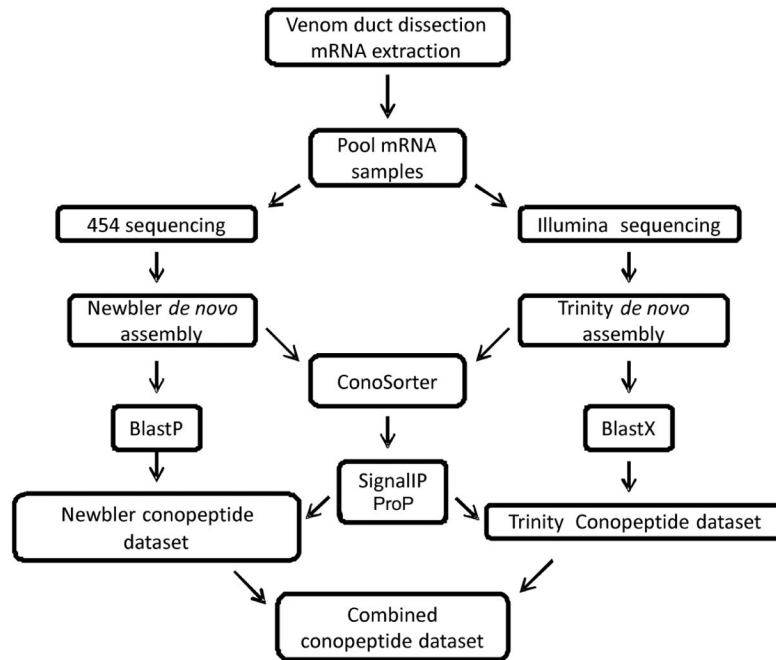 Venom duct dissection
mRNA extraction
Pool mRNA
samples
454 sequencing
Illumina sequencing
Newbler de novo
assembly
Trinity de novo
assembly
ConoSorter
BlastP
BlastX
SignalIP
ProP
Newbler conopeptide
dataset
Trinity Conopeptide dataset
Combined
conopeptide dataset